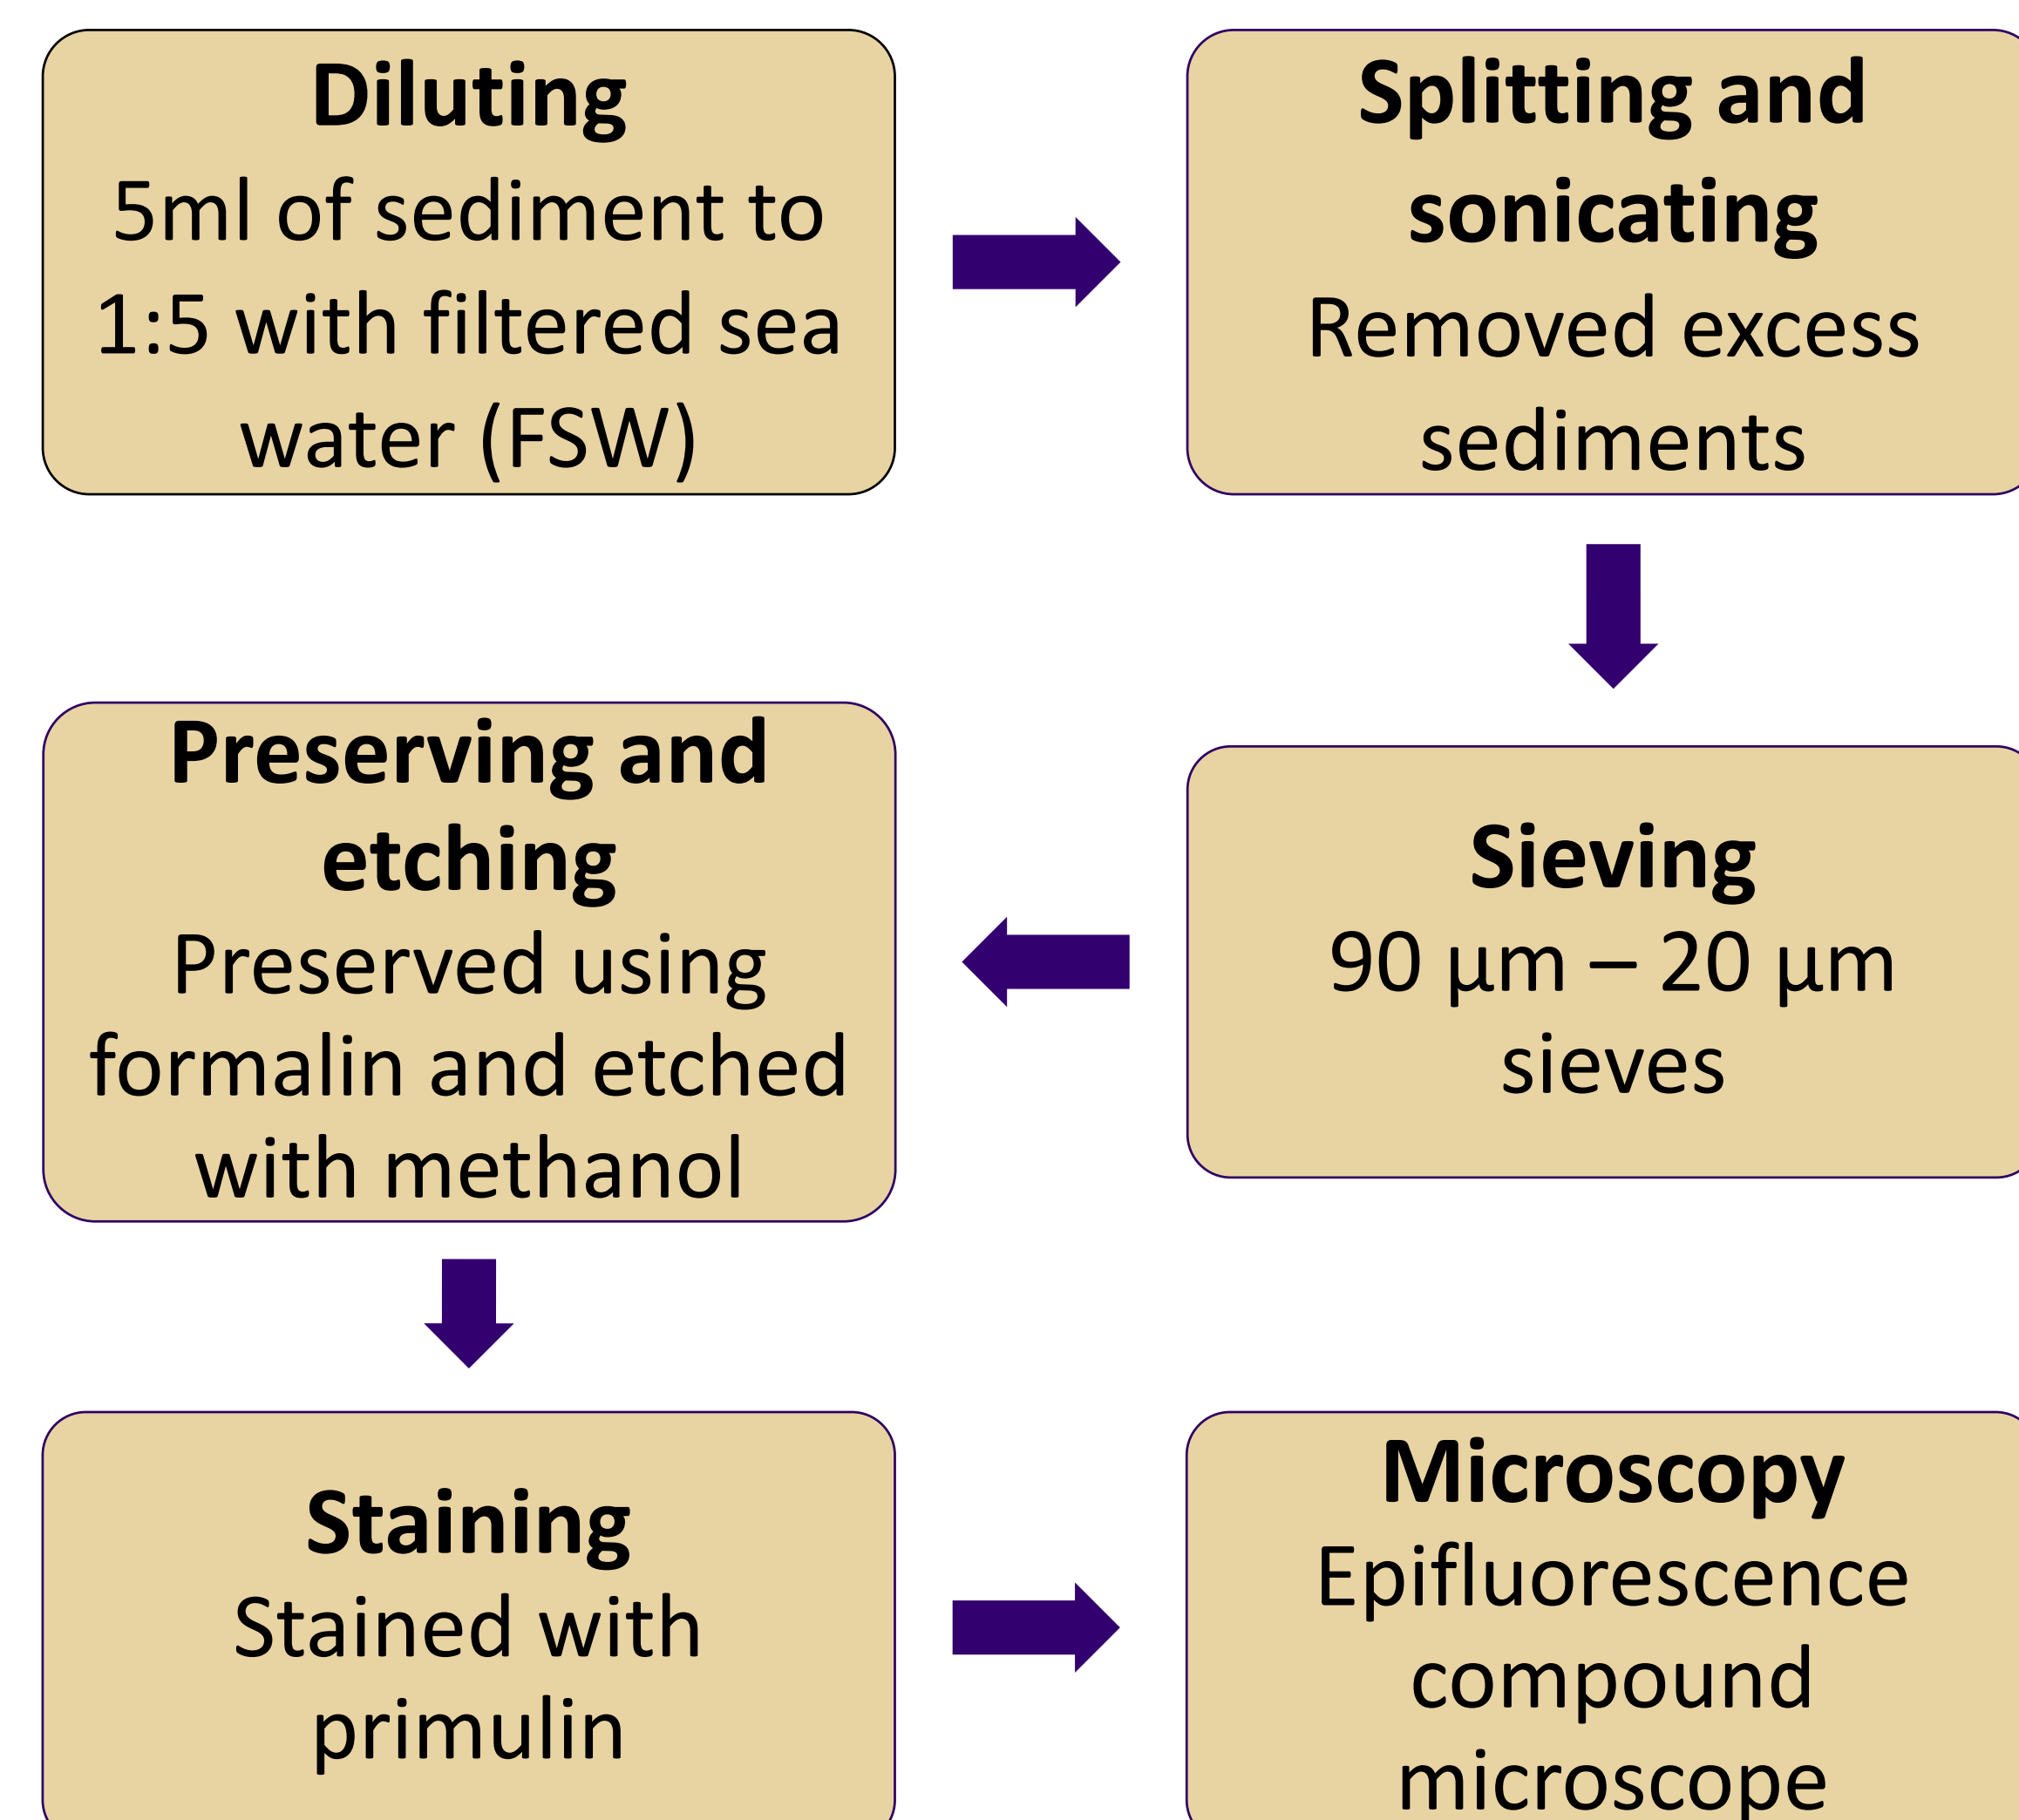 Diluting
5ml of sediment to
1:5 with filtered sea
water (FSW)
Splitting and
sonicating
Removed excess
sediments
Sieving
90 µm – 20 µm
sieves
Preserving and
etching
Preserved using
formalin and etched
with methanol
Staining
Stained with
primulin
Microscopy
Epifluorescence
compound
microscope